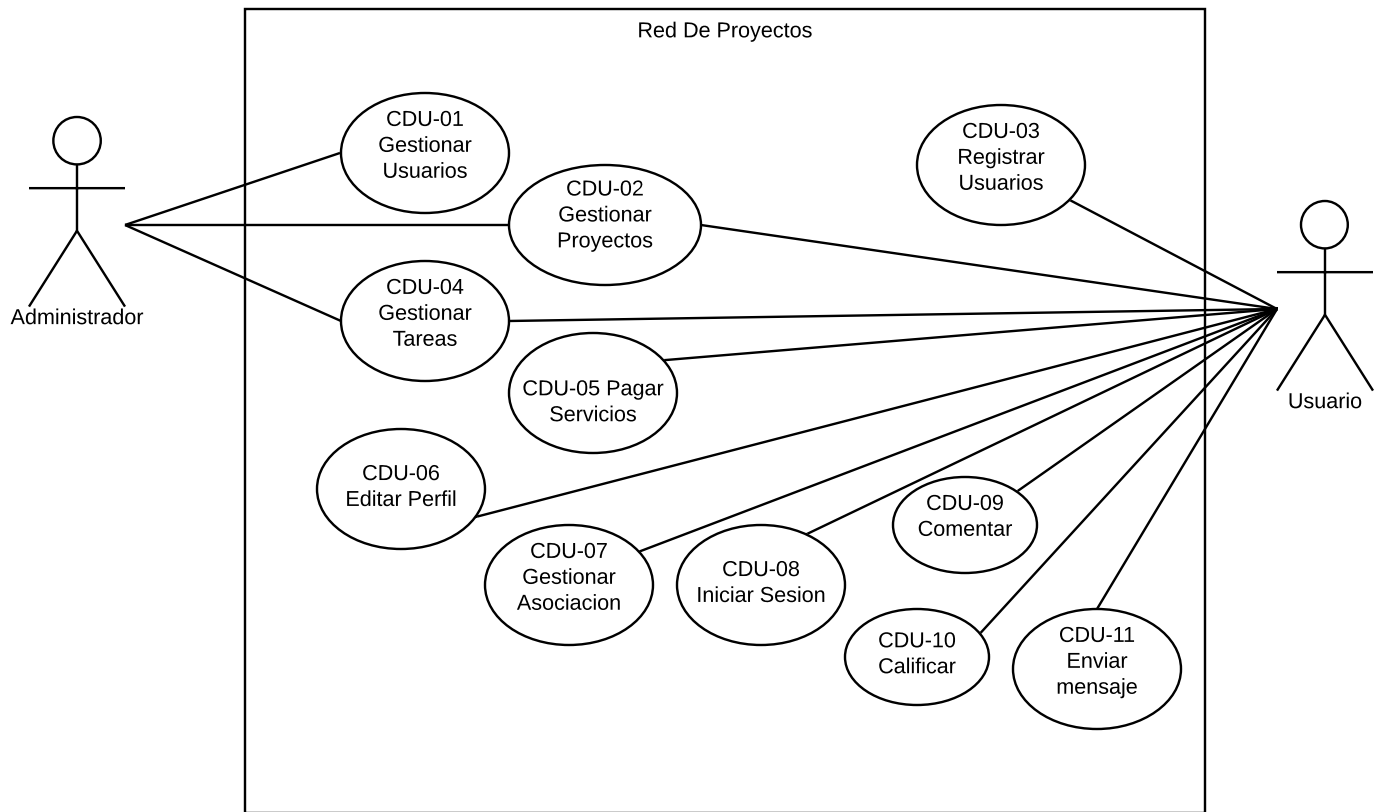 Red De Proyectos
CDU-01
Gestionar
Usuarios
CDU-03
Registrar
Usuarios
CDU-02
Gestionar
Proyectos
CDU-04
Gestionar
Tareas
Administrador
CDU-05 Pagar
Servicios
Usuario
CDU-06
Editar Perfil
CDU-09
Comentar
CDU-07
Gestionar
Asociacion
CDU-08
Iniciar Sesion
CDU-10
Calificar
CDU-11
Enviar
mensaje